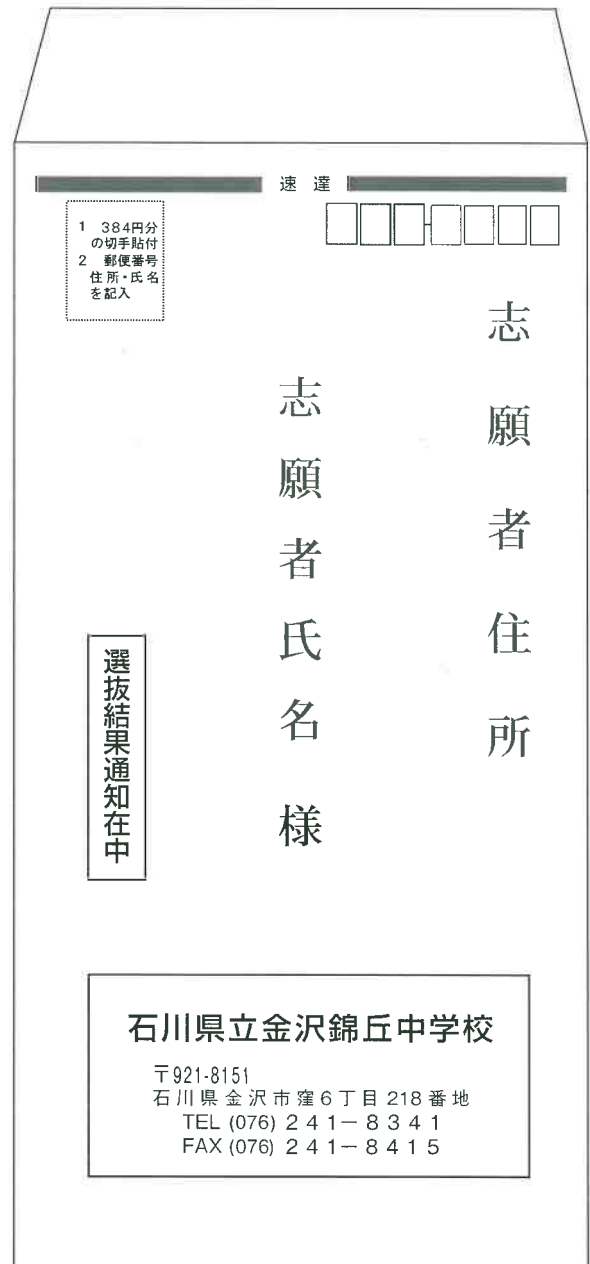 速達
1 384円分
の切手貼付
2 郵便番号
住所・氏名
を記入
志願者住所
志願者氏名 様
選抜結果通知在中
石川県立金沢錦丘中学校
〒921-8151
石川県金沢市窪6丁目218番地
TEL (076) 241－8341
FAX (076) 241－8415